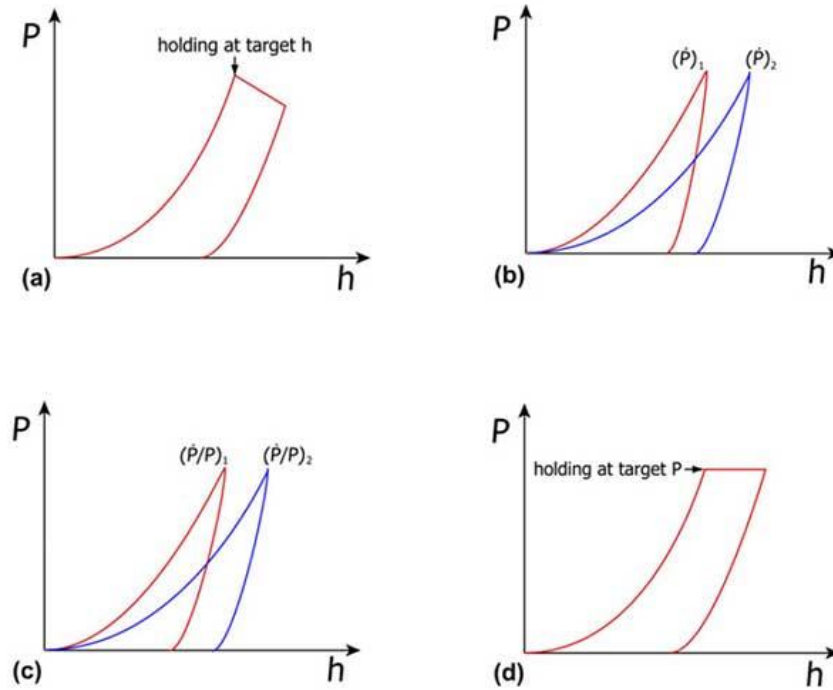 P
holding at target h
h
(a)
P
(Ṗ)₁ (Ṗ)₂
h
(b)
P
(Ṗ/P)₁ (Ṗ/P)₂
h
(c)
P
holding at target P
h
(d)